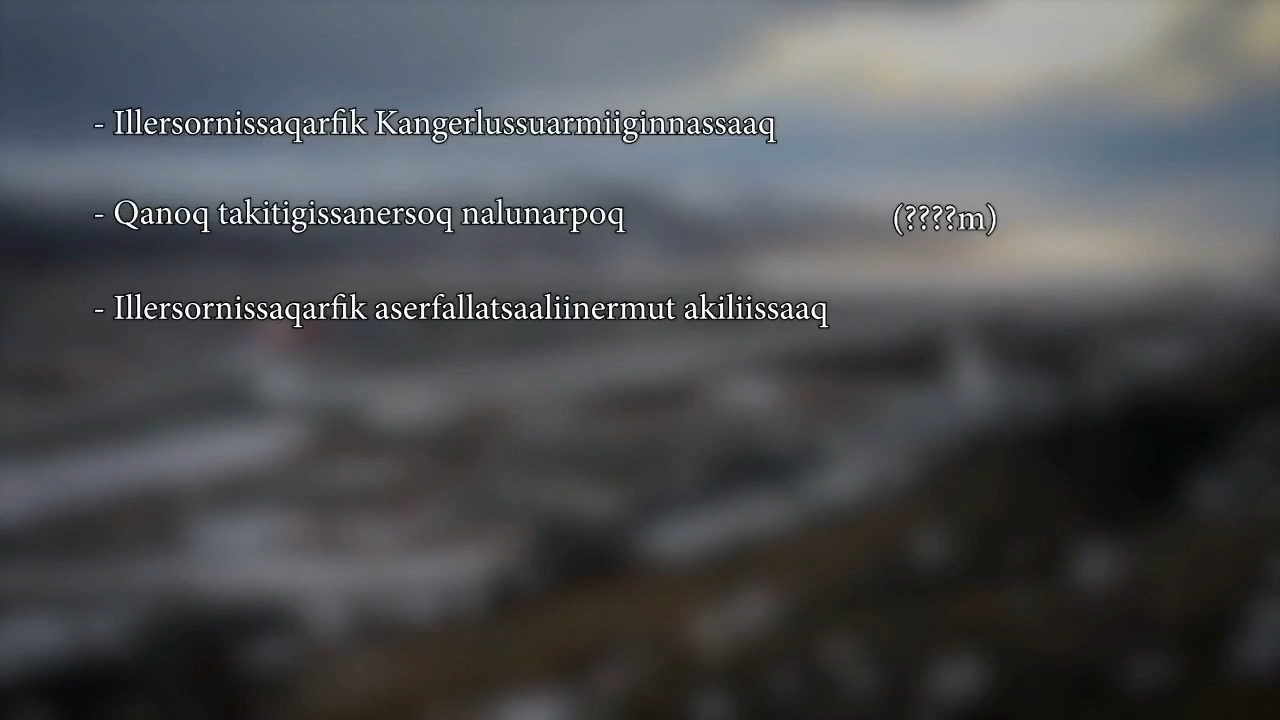 - Illersornissaqarfik Kangerlussuarmiiginnassaaq
- Qanoq takitigissanersoq nalunarpoq (????m)
- Illersornissaqarfik aserfallatsaaliinermut akiliissaaq